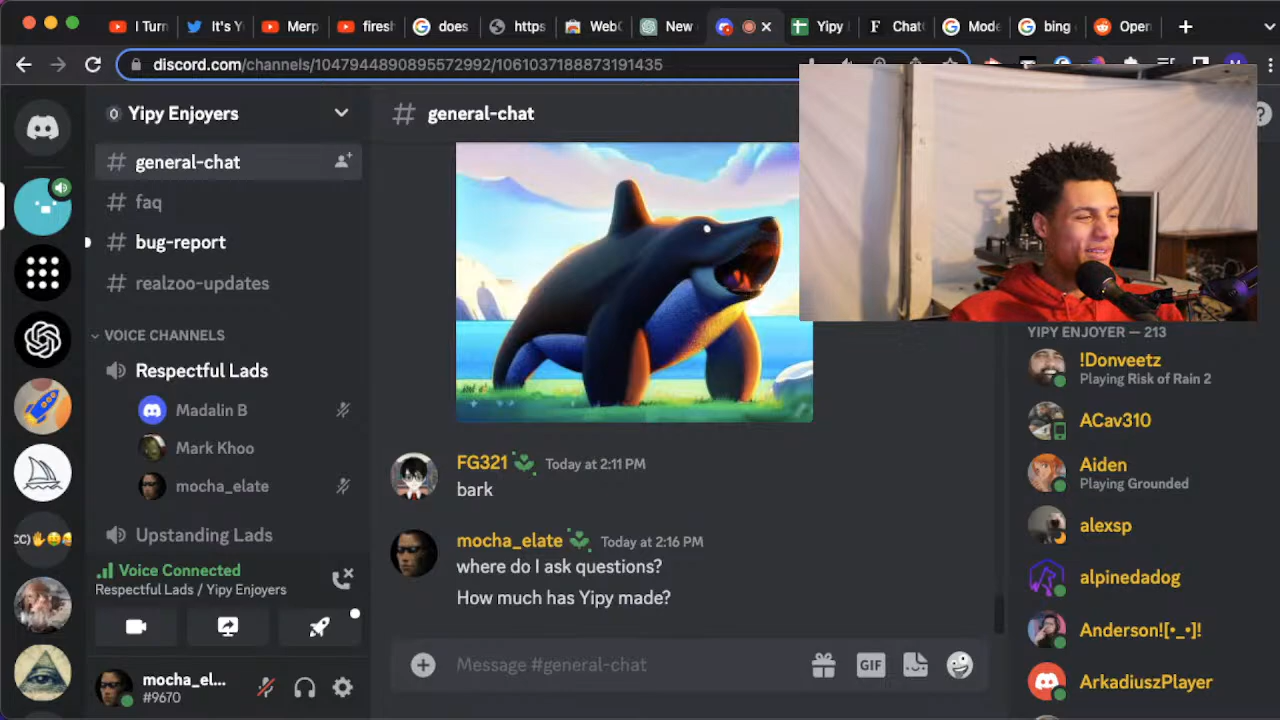 I Turn
It's Y
Merp
firesh
does
https
Web
New
Yipy
Chat
Mode
bing
Open
discord.com/channels/1047944890895572992/1061037188873191435
Yipy Enjoyers
general-chat
faq
bug-report
realzoo-updates
VOICE CHANNELS
Respectful Lads
Madalin B
Mark Khoo
mocha_elate
Upstanding Lads
Voice Connected
Respectful Lads / Yipy Enjoyers
mocha_el...
#9670
# general-chat
FG321 Today at 2:11 PM
bark
mocha_elate Today at 2:16 PM
where do I ask questions?
How much has Yipy made?
Message #general-chat
GIF
YIPY ENJOYER — 213
!Donveetz
Playing Risk of Rain 2
ACav310
Aiden
Playing Grounded
alexsp
alpinedadog
Anderson![•_•]!
ArkadiuszPlayer